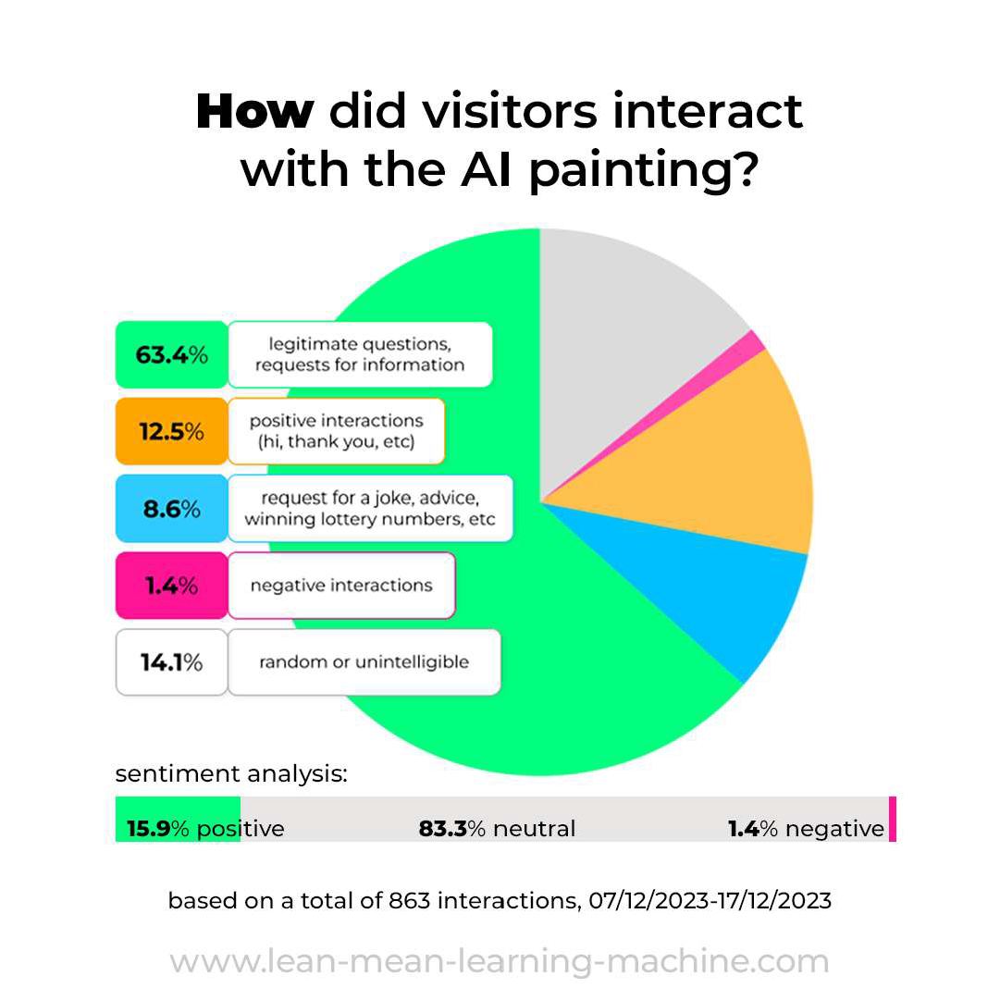 How did visitors interact
with the AI painting?
63.4%
legitimate questions,
requests for information
12.5%
positive interactions
(hi, thank you, etc)
8.6%
request for a joke, advice,
winning lottery numbers, etc
1.4%
negative interactions
14.1%
random or unintelligible
sentiment analysis:
15.9% positive
83.3% neutral
1.4% negative
based on a total of 863 interactions, 07/12/2023-17/12/2023
www.lean-mean-learning-machine.com